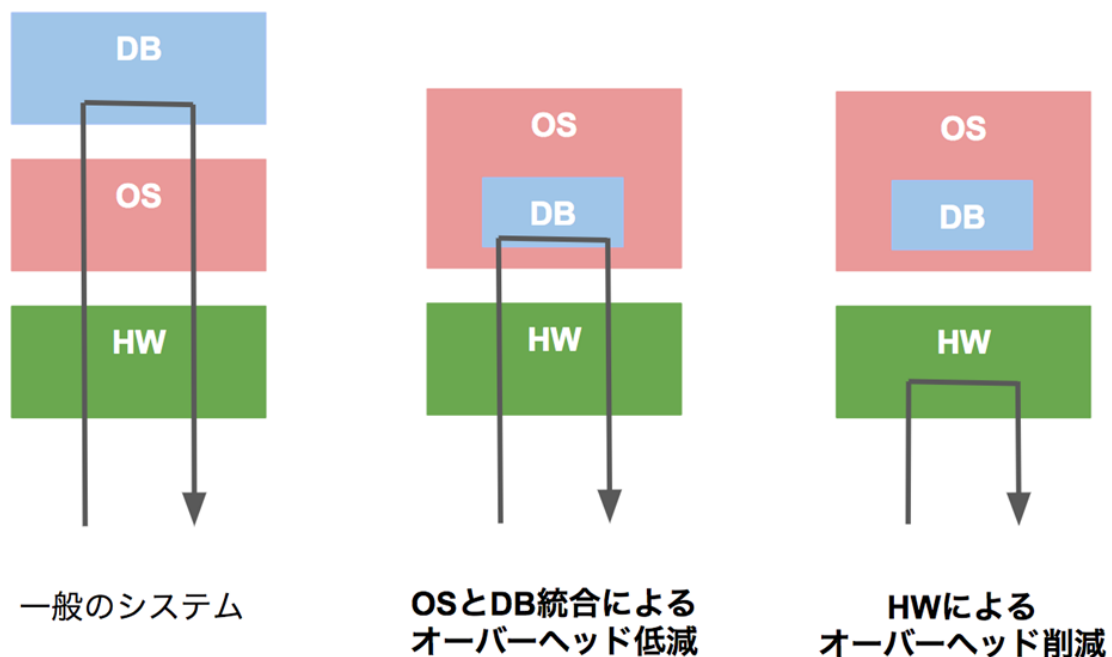 DB
OS
HW
一般のシステム
OS
DB
HW
OSとDB統合による
オーバーヘッド低減
OS
DB
HW
HWによる
オーバーヘッド削減